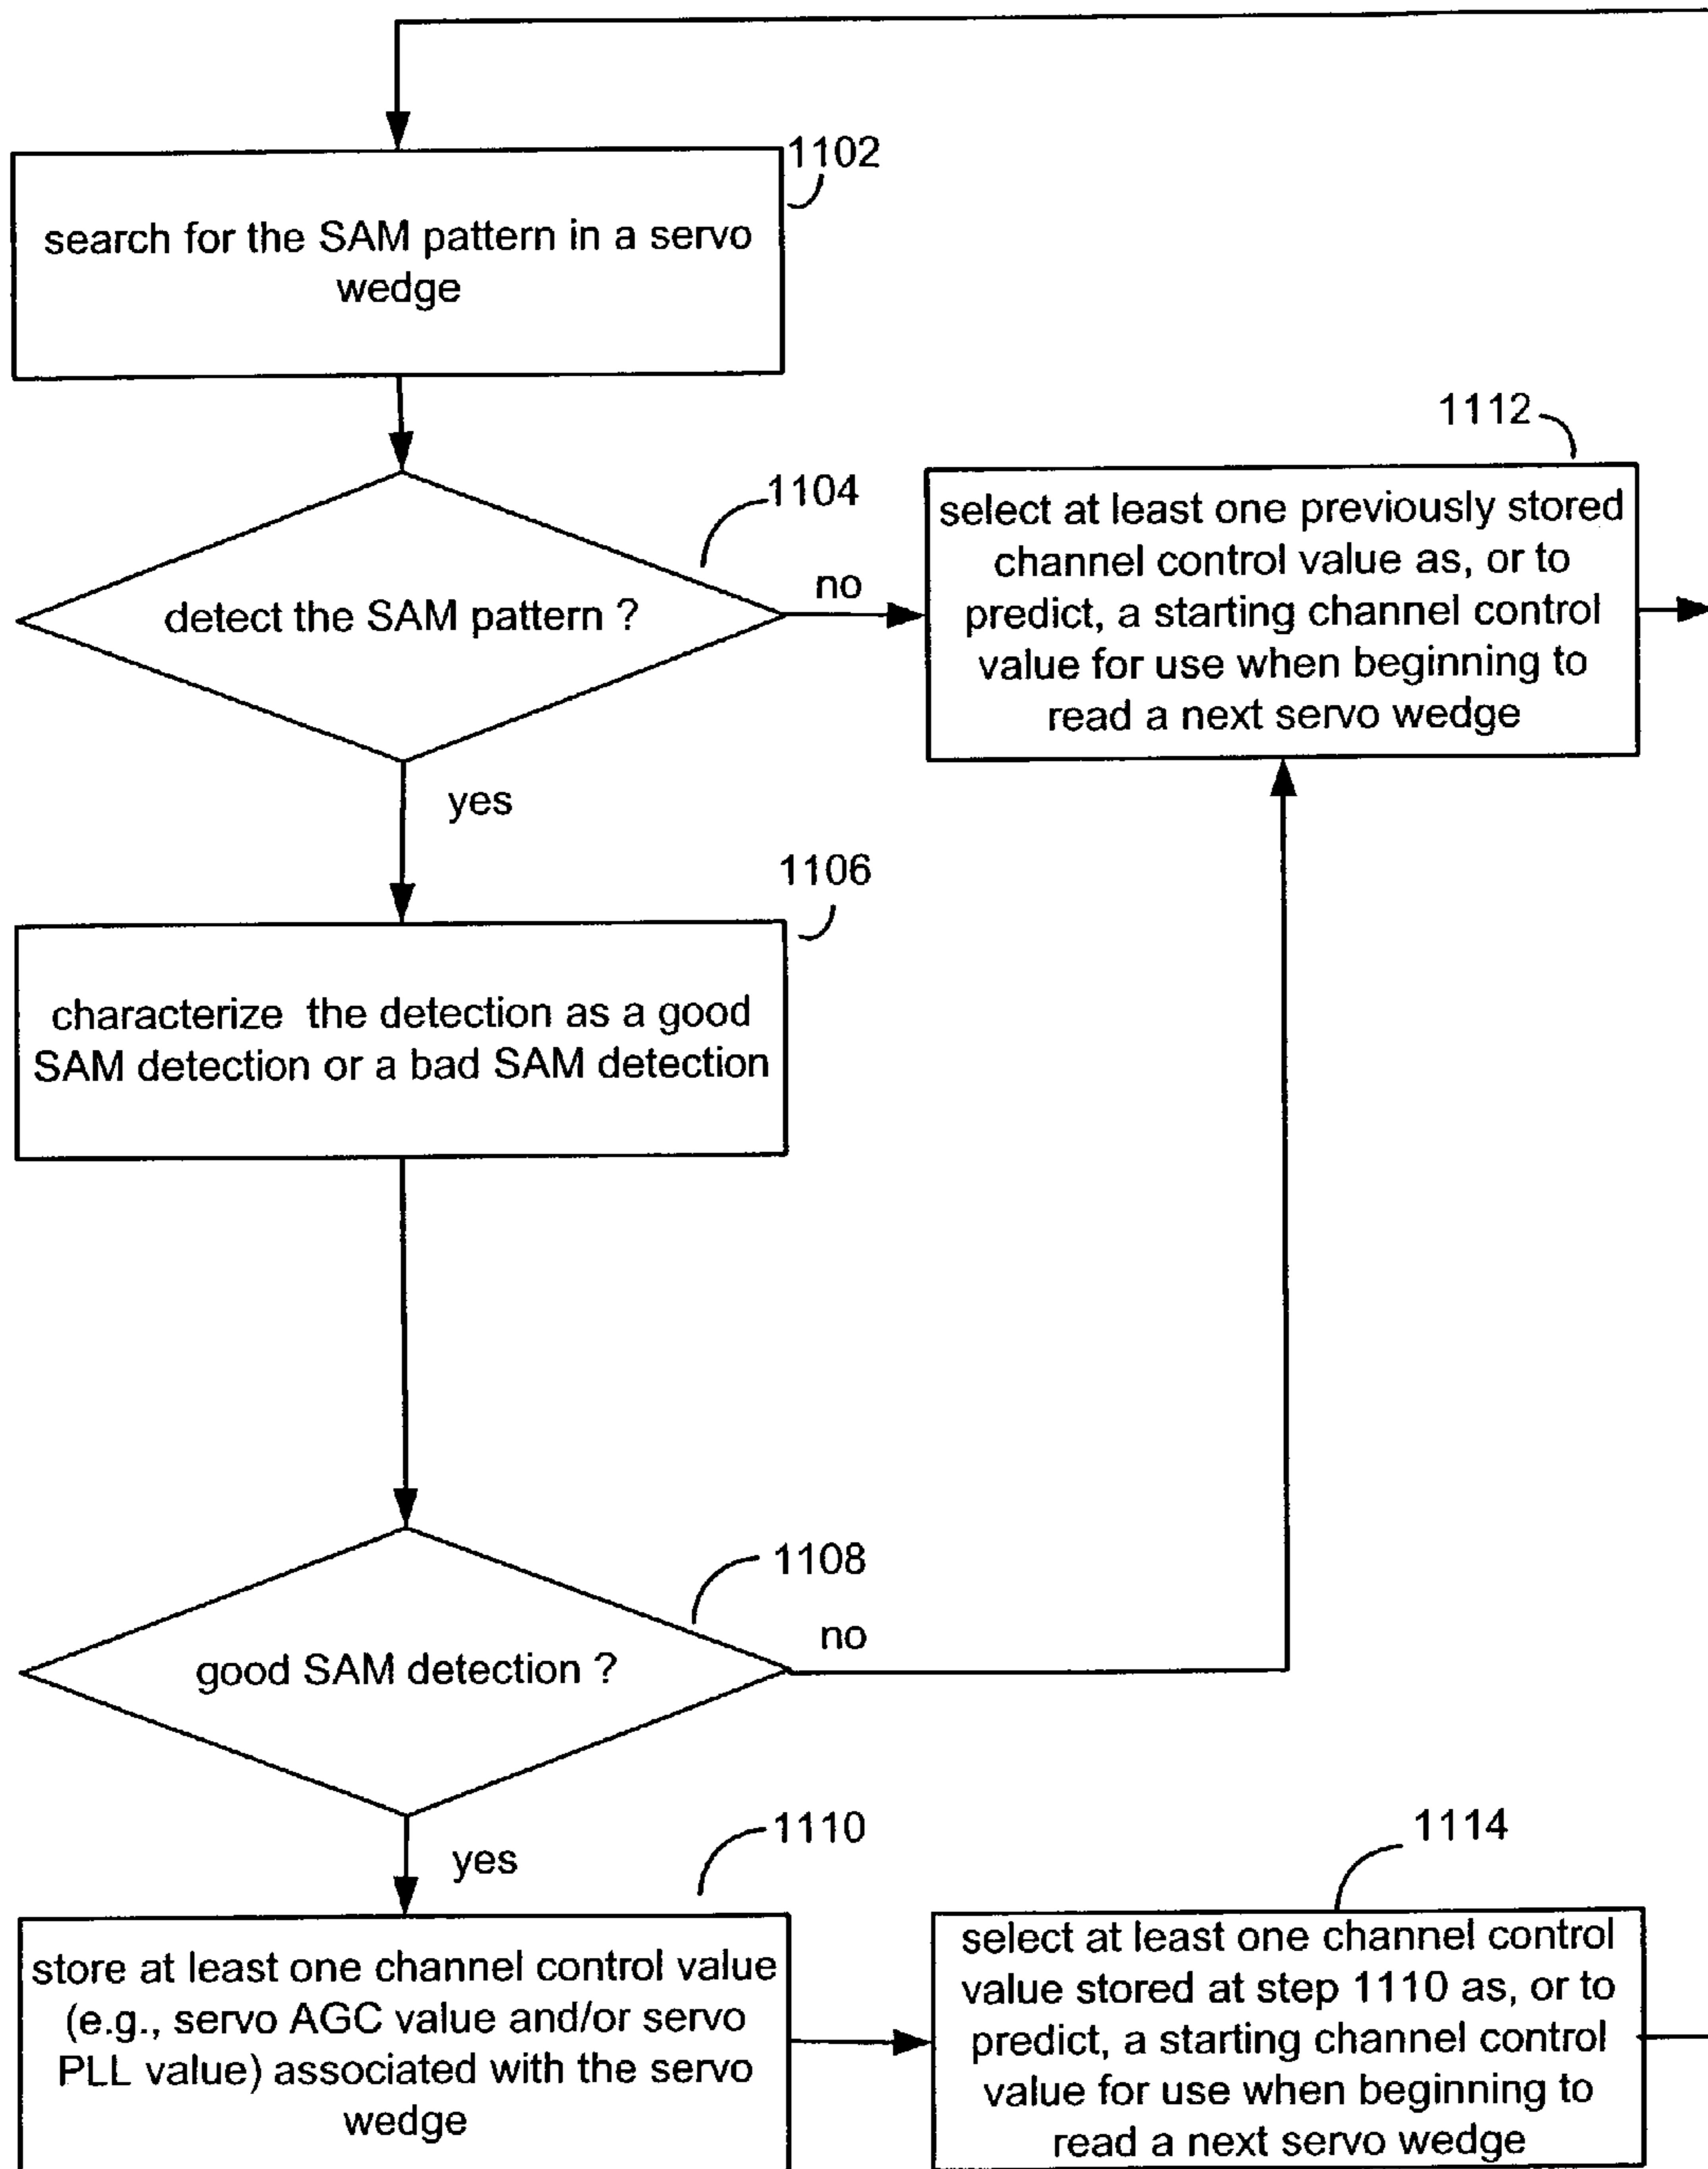 1102
search for the SAM pattern in a servo
wedge
1104
detect the SAM pattern ?
no
yes
1112
select at least one previously stored
channel control value as, or to
predict, a starting channel control
value for use when beginning to
read a next servo wedge
1106
characterize the detection as a good
SAM detection or a bad SAM detection
1108
good SAM detection ?
no
yes
1110
store at least one channel control value
(e.g., servo AGC value and/or servo
PLL value) associated with the servo
wedge
1114
select at least one channel control
value stored at step 1110 as, or to
predict, a starting channel control
value for use when beginning to
read a next servo wedge